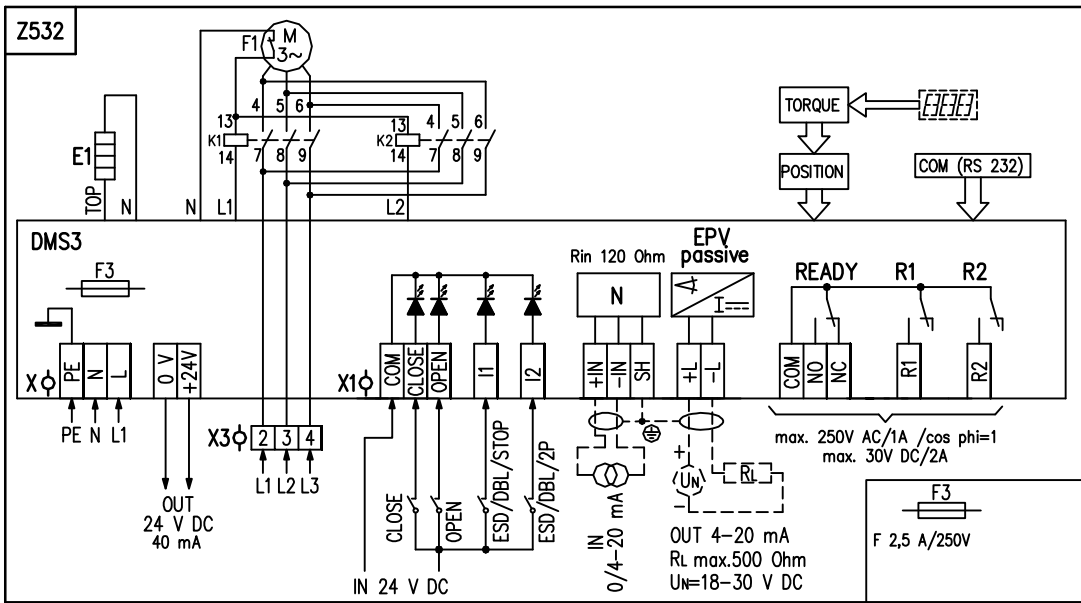 Z532
F1
M
3~
4 5 6
13
K1
14
7 8 9
13
K2
14
4 5 6
7 8 9
E1
TOP
N
N
L1
L2
TORQUE
POSITION
COM (RS 232)
DMS3
F3
Rin 120 Ohm
N
EPV
passive
I
READY R1 R2
X
PE
N
L
0 V
+24V
X1
COM
CLOSE
OPEN
I1
I2
+IN
-IN
SH
+L
-L
COM
NO
NC
R1
R2
PE N L1
X3
2 3 4
L1 L2 L3
OUT
24 V DC
40 mA
CLOSE
OPEN
ESD/DBL/STOP
ESD/DBL/2P
IN 24 V DC
IN
0/4-20 mA
+
UN
-
RL
OUT 4-20 mA
RL max.500 Ohm
UN=18-30 V DC
max. 250V AC/1A /cos phi=1
max. 30V DC/2A
F3
F 2,5 A/250V